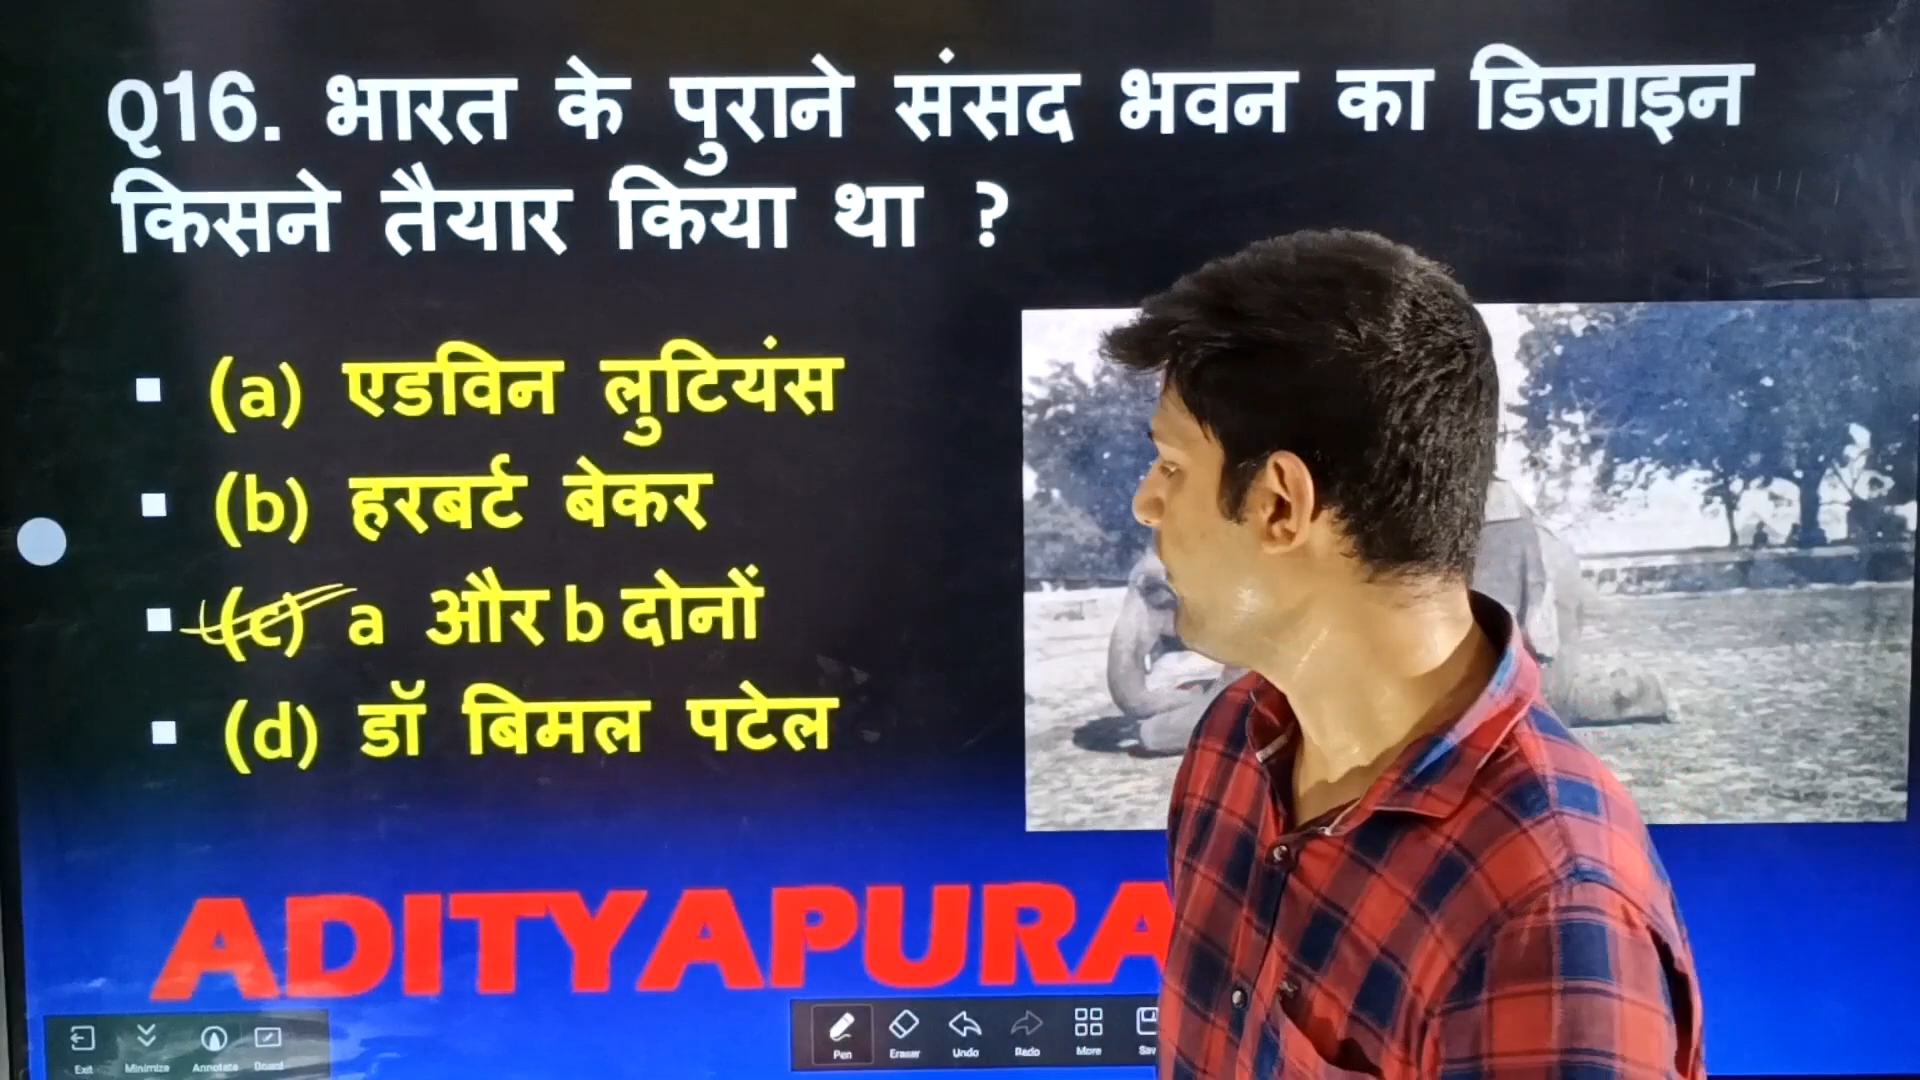 Q16. भारत के पुराने संसद भवन का डिजाइन
किसने तैयार किया था ?
(a) एडविन लुटियंस
(b) हरबर्ट बेकर
(c) a और b दोनों
(d) डॉ बिमल पटेल
ADITYAPURA
Exit Minimize Annotate Board
Pen Eraser Undo Redo More Sav